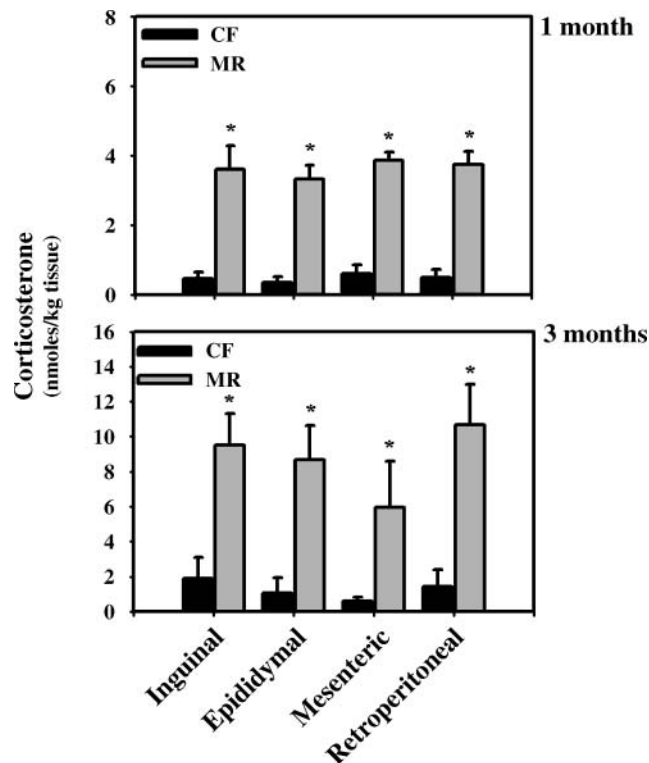 8
6
4
2
0
CF
MR
*
*
*
*
1 month
Corticosterone
(nmoles/kg tissue)
16
14
12
10
8
6
4
2
0
CF
MR
*
*
*
*
3 months
Inguinal
Epididymal
Mesenteric
Retroperitoneal